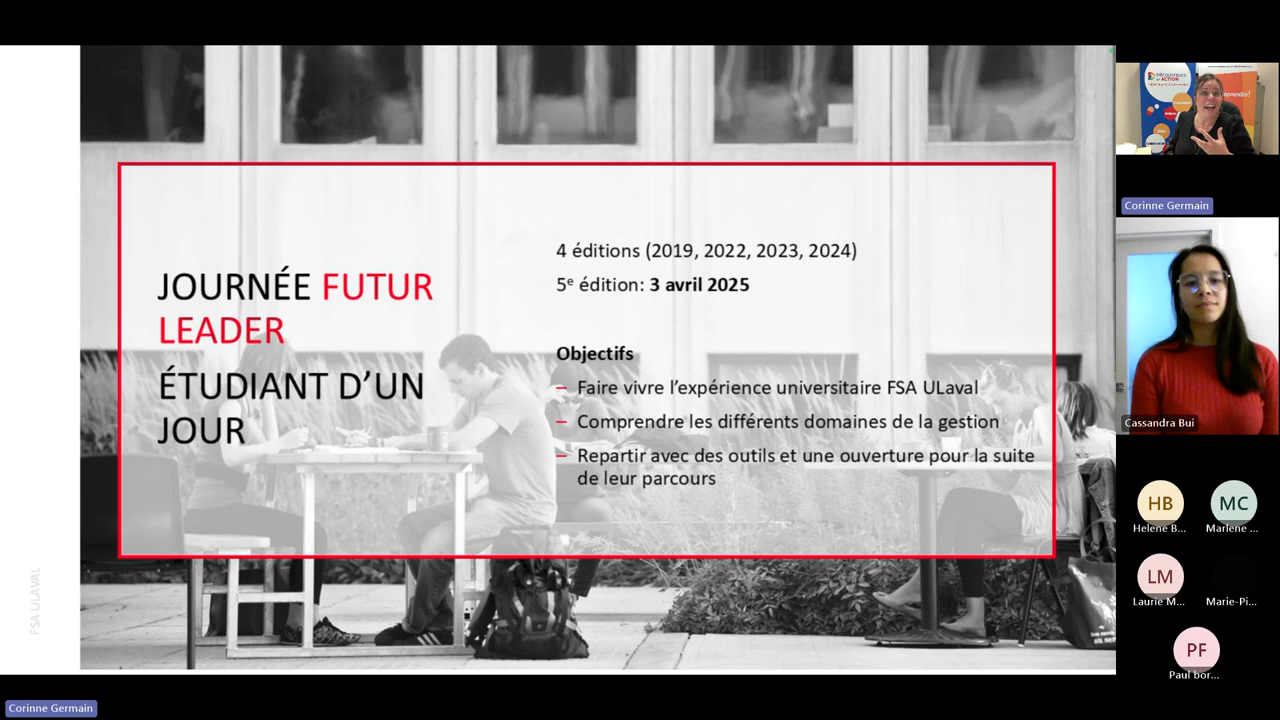 JOURNÉE FUTUR
LEADER
ÉTUDIANT D’UN
JOUR
4 éditions (2019, 2022, 2023, 2024)
5e édition: 3 avril 2025
Objectifs
– Faire vivre l’expérience universitaire FSA ULaval
– Comprendre les différents domaines de la gestion
– Repartir avec des outils et une ouverture pour la suite
de leur parcours
FSA ULAVAL
Corinne Germain
DÉCOUVREURS
ACTION
Corinne Germain
Cassandra Bui
HB
Helene B...
MC
Marlene ...
LM
Laurie M...
Marie-Pi...
PF
Paul bor...